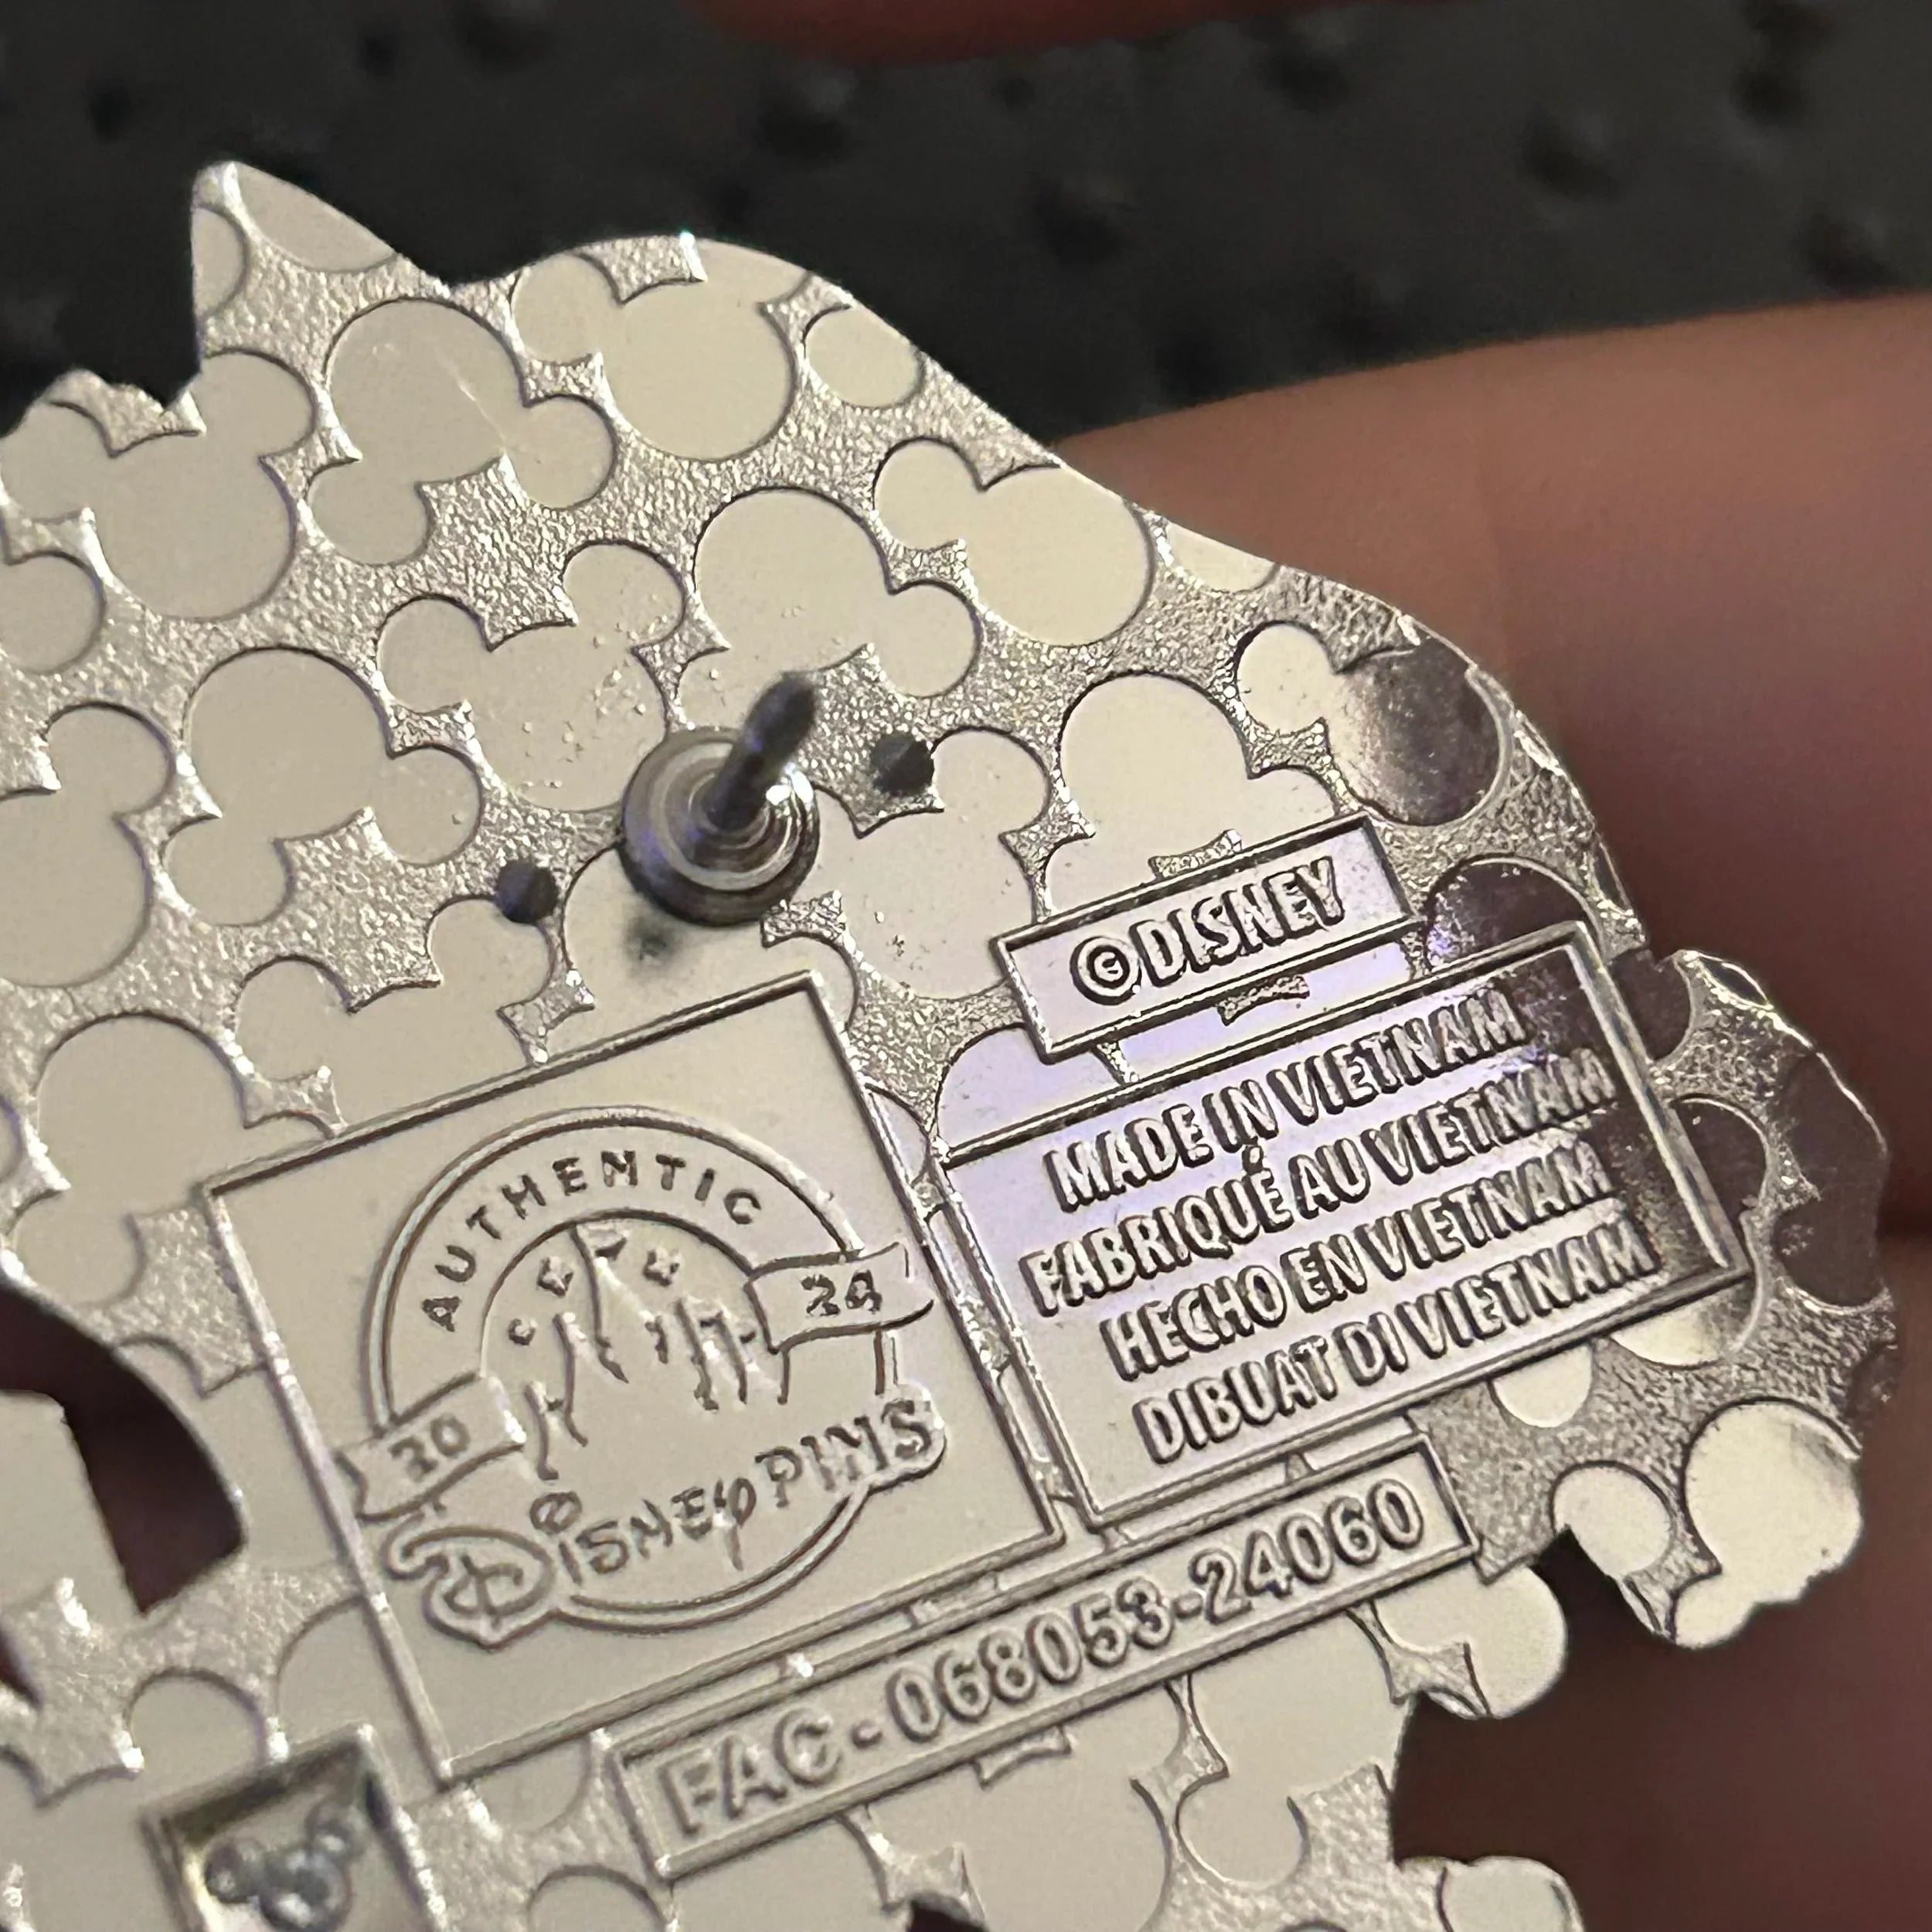 ©DISNEY
MADE IN VIETNAM
FABRIQUÉ AU VIETNAM
HECHO EN VIETNAM
DIBUAT DI VIETNAM
AUTHENTIC
20 24
®
DISNEY PINS
FAC-068053-24060